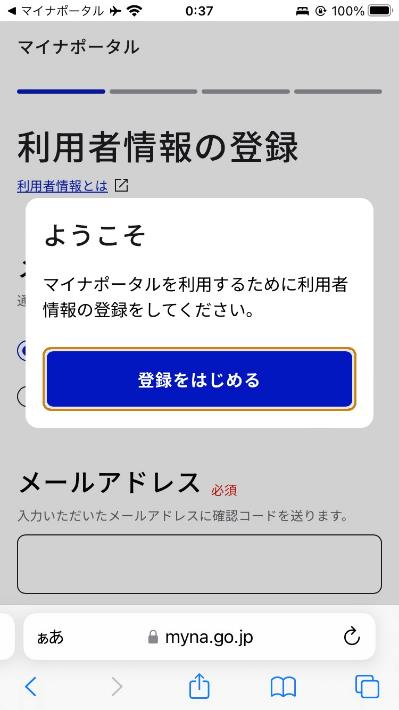 マイナポータル
0:37
100%
マイナポータル
利用者情報の登録
利用者情報とは
ようこそ
マイナポータルを利用するために利用者
情報の登録をしてください。
登録をはじめる
メールアドレス 必須
入力いただいたメールアドレスに確認コードを送ります。
ぁあ myna.go.jp